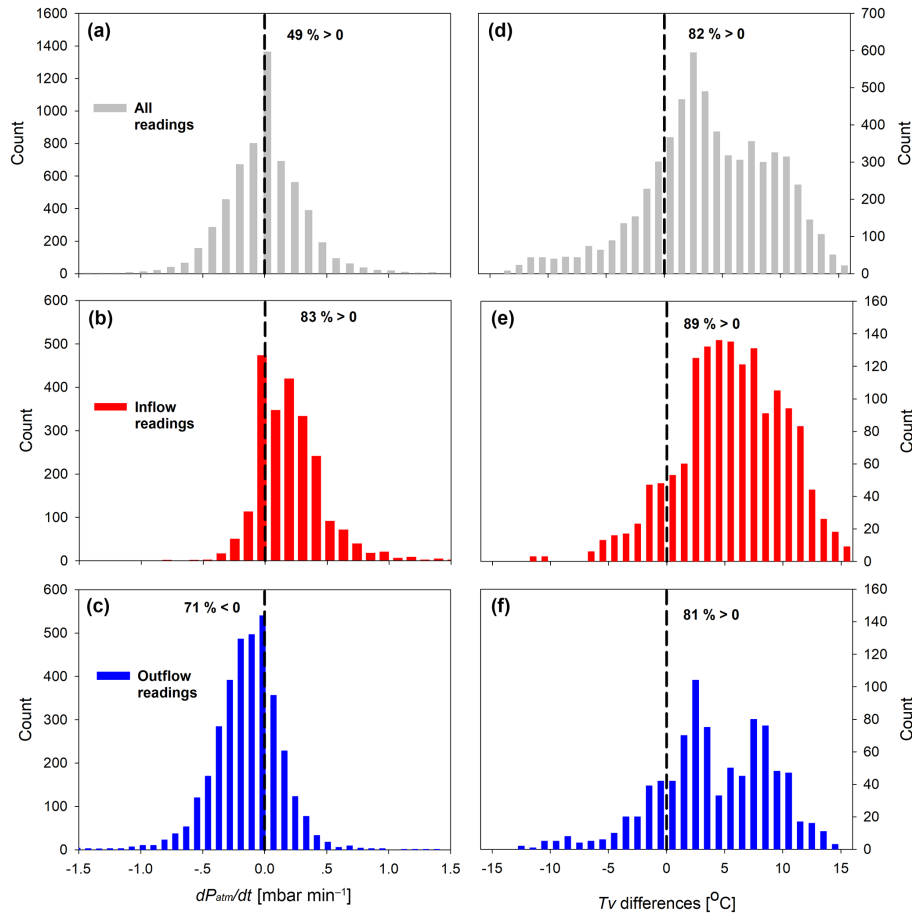 (a)
49 % > 0
All
readings
Count
1600
1400
1200
1000
800
600
400
200
0
(d)
82 % > 0
700
600
500
400
300
200
100
0
Count
(b)
83 % > 0
Inflow
readings
Count
600
500
400
300
200
100
0
(e)
89 % > 0
160
140
120
100
80
60
40
20
0
Count
(c)
71 % < 0
Outflow
readings
Count
600
500
400
300
200
100
0
-1.5 -1.0 -.5 0.0 .5 1.0 1.5
dPatm/dt [mbar min⁻¹]
(f)
81 % > 0
160
140
120
100
80
60
40
20
0
Count
-15 -10 -5 0 5 10 15
Tv differences [⁰C]